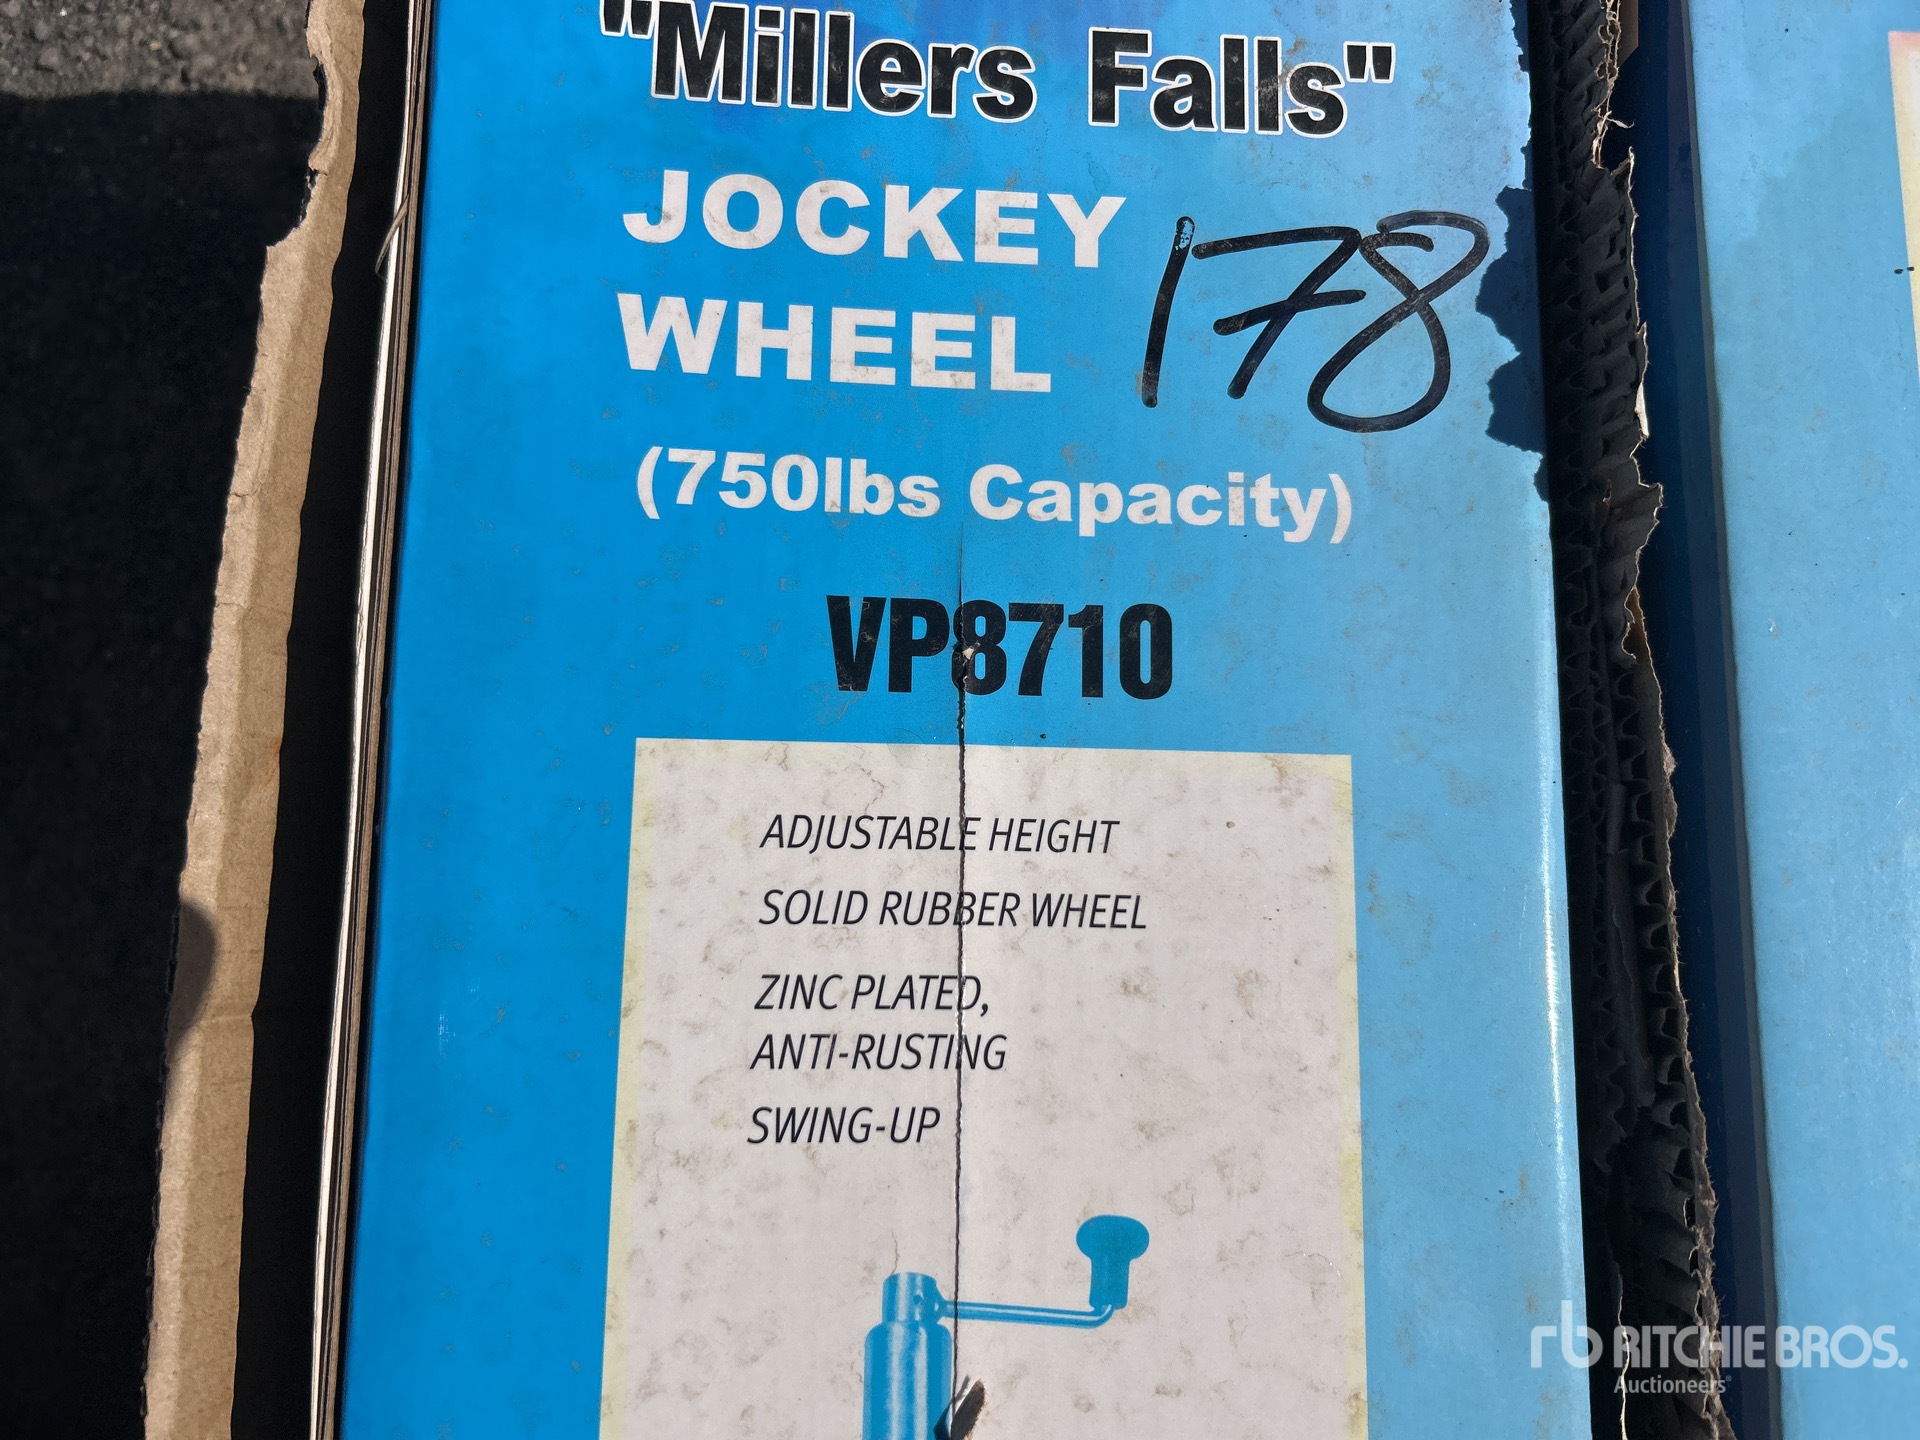 "Millers Falls"
JOCKEY
WHEEL
178
(750lbs Capacity)
VP8710
ADJUSTABLE HEIGHT
SOLID RUBBER WHEEL
ZINC PLATED,
ANTI-RUSTING
SWING-UP
rb RITCHIE BROS.
Auctioneers